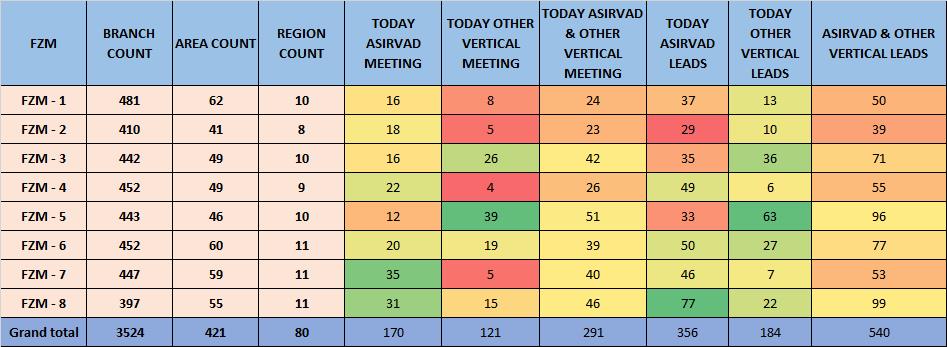 FZM BRANCH COUNT AREA COUNT REGION COUNT TODAY ASIRVAD MEETING TODAY OTHER VERTICAL MEETING TODAY ASIRVAD & OTHER VERTICAL MEETING TODAY ASIRVAD LEADS TODAY OTHER VERTICAL LEADS ASIRVAD & OTHER VERTICAL LEADS
FZM - 1 481 62 10 16 8 24 37 13 50
FZM - 2 410 41 8 18 5 23 29 10 39
FZM - 3 442 49 10 16 26 42 35 36 71
FZM - 4 452 49 9 22 4 26 49 6 55
FZM - 5 443 46 10 12 39 51 33 63 96
FZM - 6 452 60 11 20 19 39 50 27 77
FZM - 7 447 59 11 35 5 40 46 7 53
FZM - 8 397 55 11 31 15 46 77 22 99
Grand total 3524 421 80 170 121 291 356 184 540